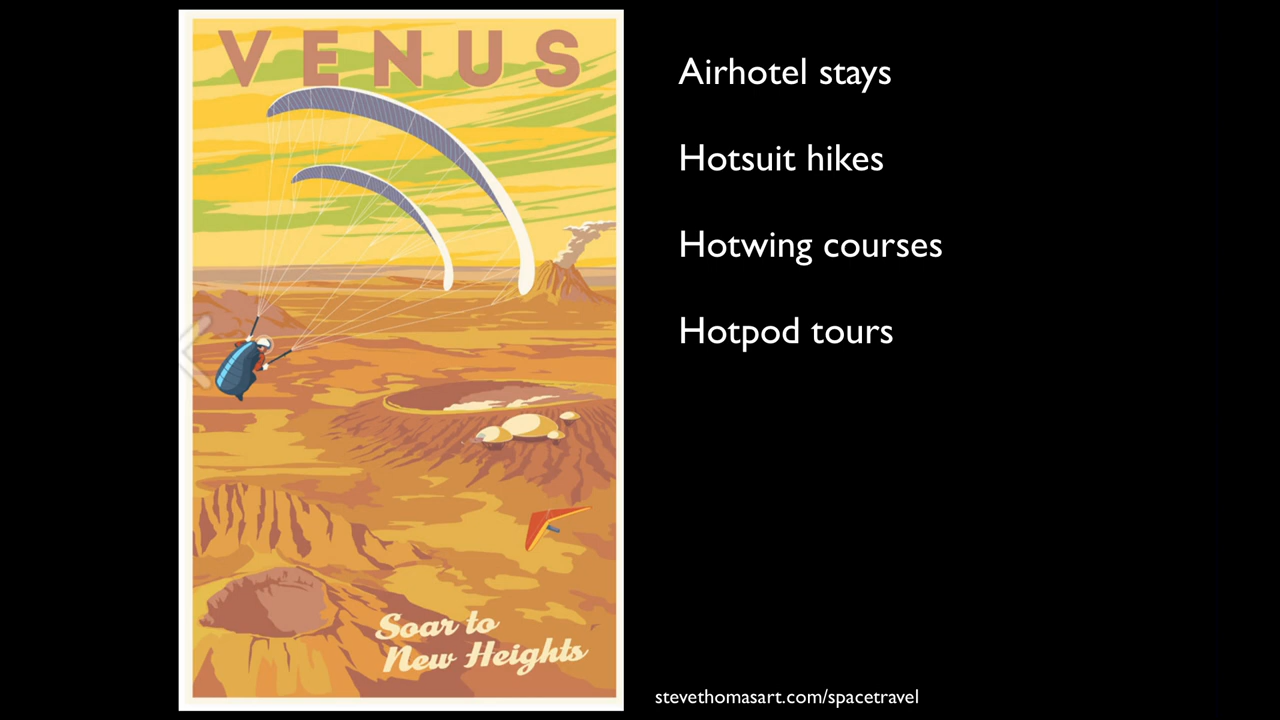 VENUS
Soar to
New Heights
Airhotel stays
Hotsuit hikes
Hotwing courses
Hotpod tours
stevethomasart.com/spacetravel